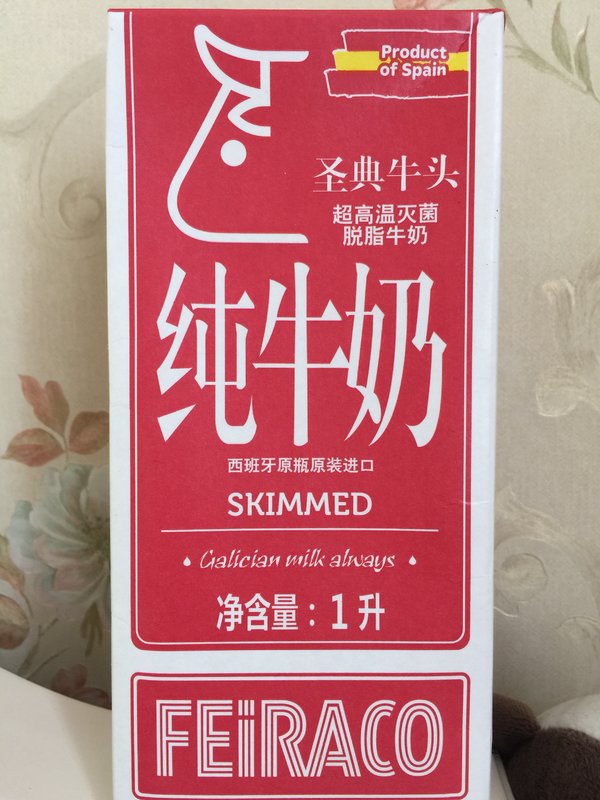 Product
of Spain
圣典牛头
超高温灭菌
脱脂牛奶
纯牛奶
西班牙原瓶原装进口
SKIMMED
• Galician milk always •
净含量：1升
FEiRACO